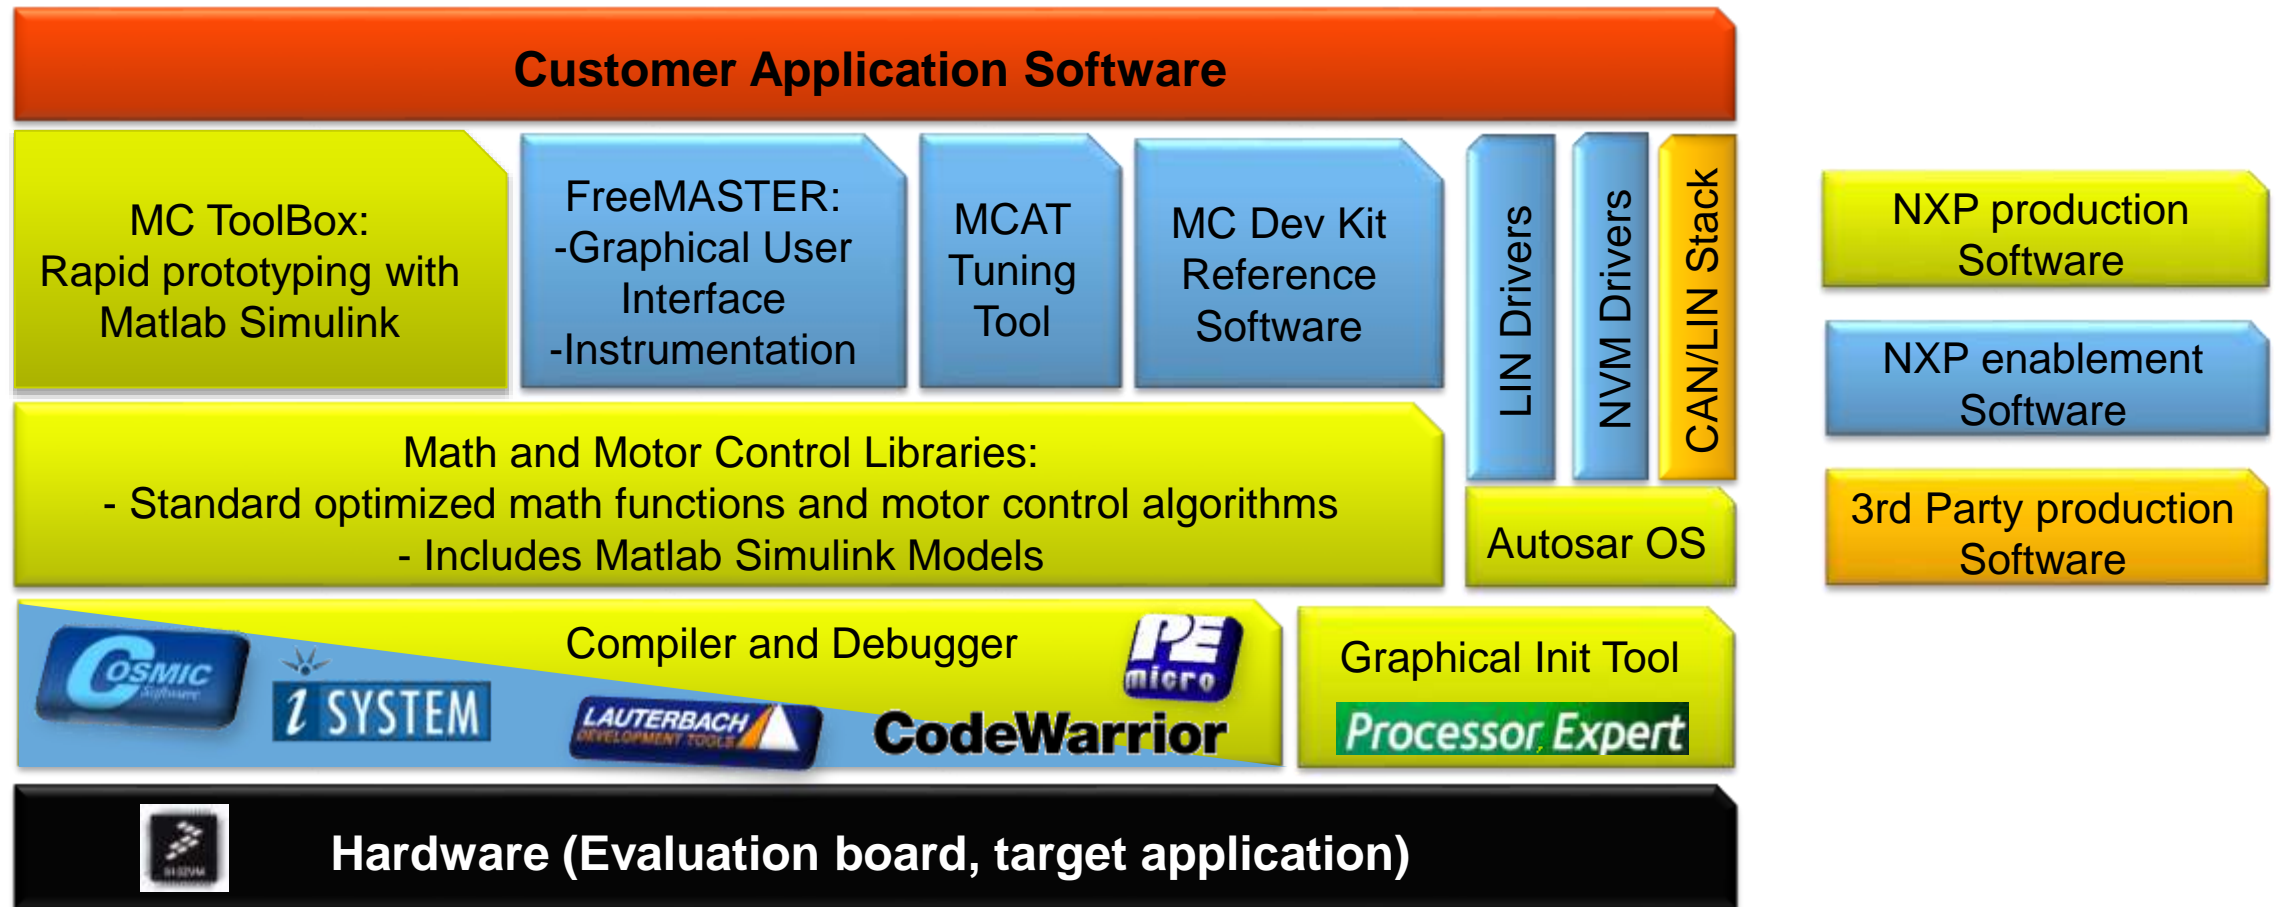 Customer Application Software
MC ToolBox:
Rapid prototyping with
Matlab Simulink
FreeMASTER:
-Graphical User
Interface
-Instrumentation
MCAT
Tuning
Tool
MC Dev Kit
Reference
Software
LIN Drivers
NVM Drivers
CAN/LIN Stack
Math and Motor Control Libraries:
- Standard optimized math functions and motor control algorithms
- Includes Matlab Simulink Models
Autosar OS
Compiler and Debugger
COSMIC
Software
i SYSTEM
LAUTERBACH
DEVELOPMENT TOOLS
PE
micro
CodeWarrior
Graphical Init Tool
Processor Expert
Hardware (Evaluation board, target application)
NXP production
Software
NXP enablement
Software
3rd Party production
Software